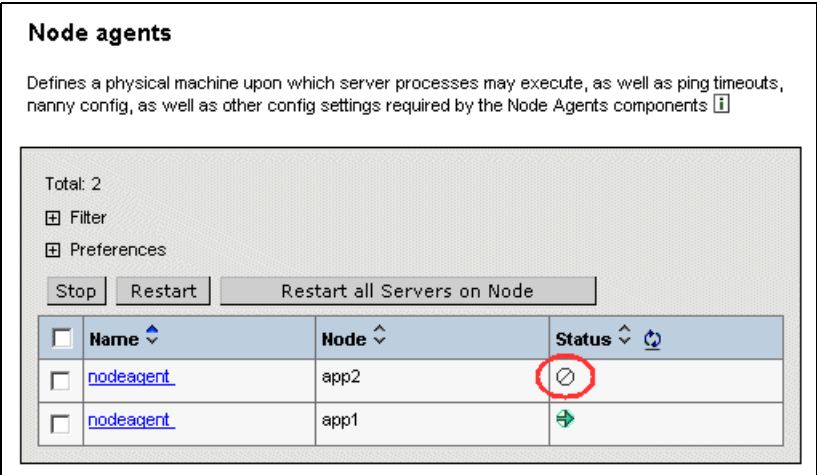 Node agents
Defines a physical machine upon which server processes may execute, as well as ping timeouts,
nanny config, as well as other config settings required by the Node Agents components i
Total: 2
Filter
Preferences
Stop Restart Restart all Servers on Node
Name Node Status
nodeagent app2
nodeagent app1